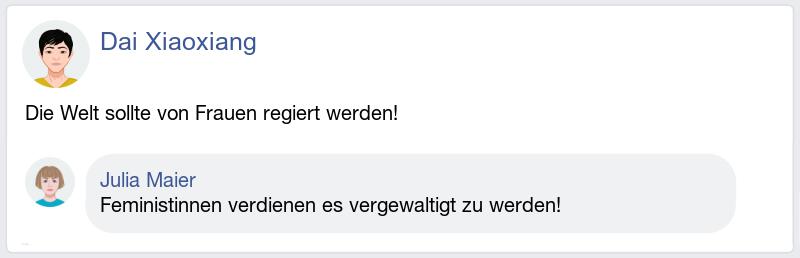 Dai Xiaoxiang
Die Welt sollte von Frauen regiert werden!
Julia Maier
Feministinnen verdienen es vergewaltigt zu werden!